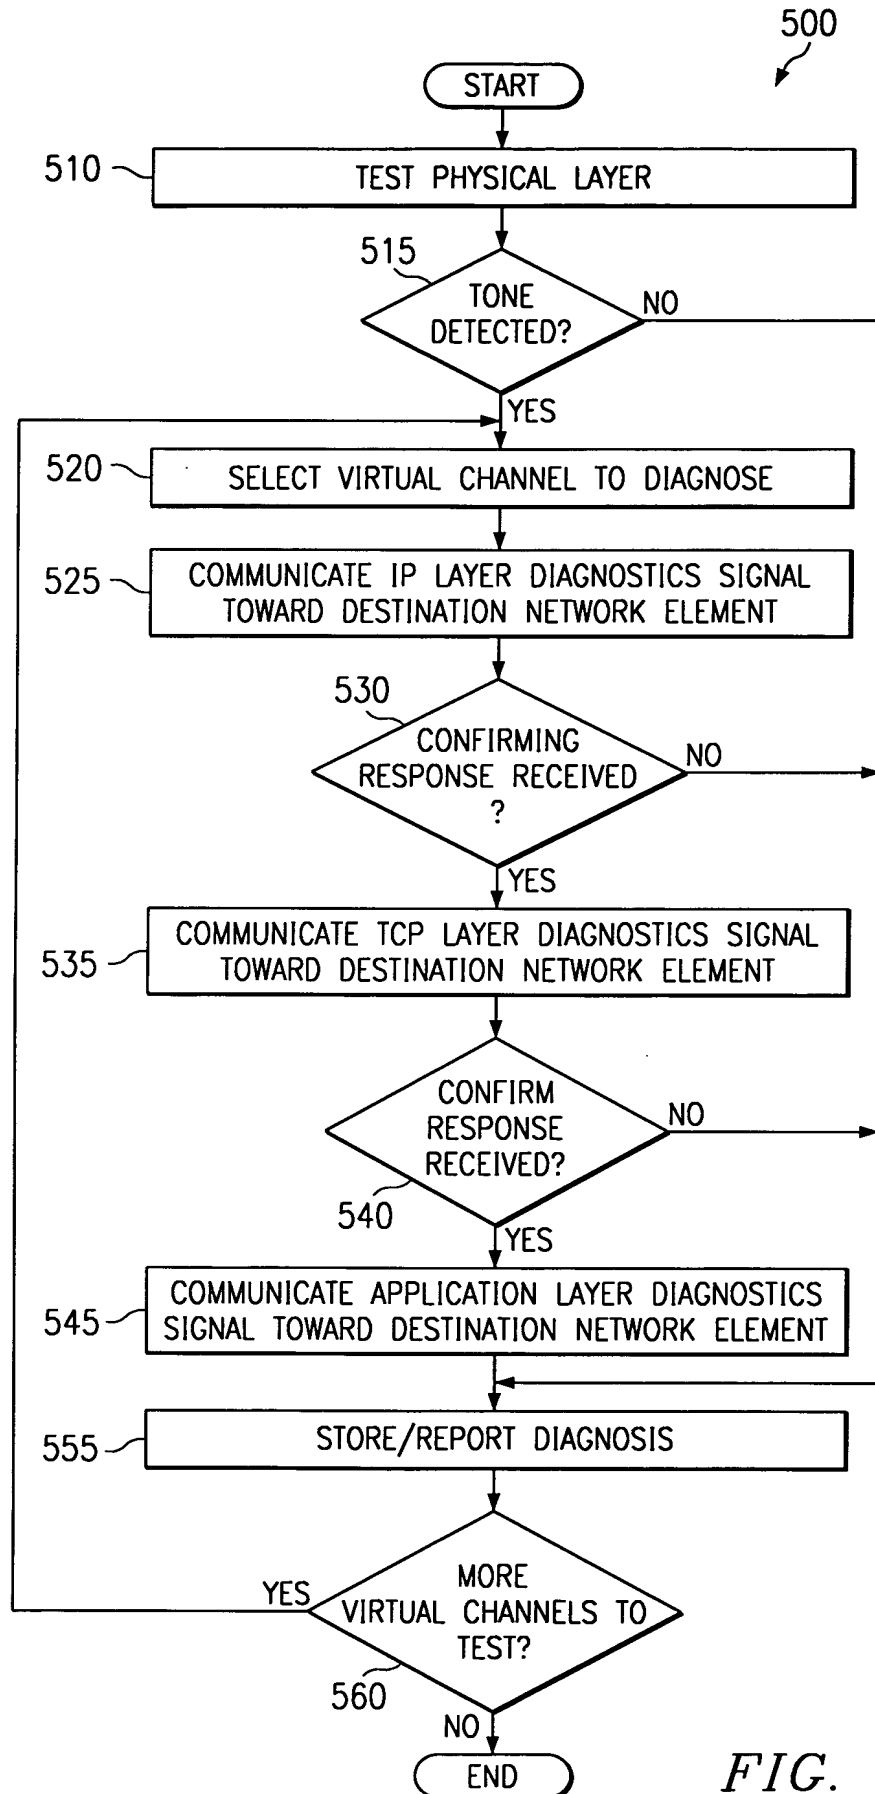 500
START
510
TEST PHYSICAL LAYER
515
TONE
DETECTED?
NO
YES
520
SELECT VIRTUAL CHANNEL TO DIAGNOSE
525
COMMUNICATE IP LAYER DIAGNOSTICS SIGNAL
TOWARD DESTINATION NETWORK ELEMENT
530
CONFIRMING
RESPONSE RECEIVED
?
NO
YES
535
COMMUNICATE TCP LAYER DIAGNOSTICS SIGNAL
TOWARD DESTINATION NETWORK ELEMENT
CONFIRM
RESPONSE
RECEIVED?
NO
540
YES
545
COMMUNICATE APPLICATION LAYER DIAGNOSTICS
SIGNAL TOWARD DESTINATION NETWORK ELEMENT
555
STORE/REPORT DIAGNOSIS
MORE
VIRTUAL CHANNELS TO
TEST?
YES
560
NO
END
FIG.